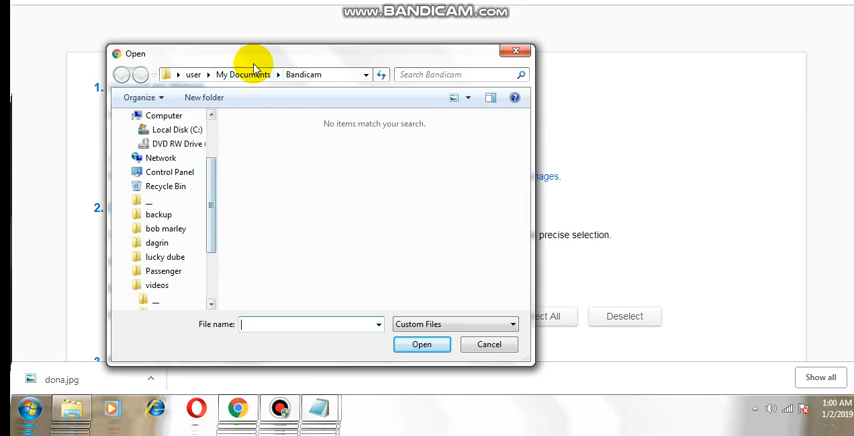 www.BANDICAM.com
Open
user
My Documents
Bandicam
Search Bandicam
Organize
New folder
Computer
Local Disk (C:)
DVD RW Drive (
Network
Control Panel
Recycle Bin
__
backup
bob marley
dagrin
lucky dube
Passenger
videos
__
No items match your search.
File name:
Custom Files
Open
Cancel
1.
ages.
2.
precise selection.
ct All
Deselect
dona.jpg
Show all
1:00 AM
1/2/2019